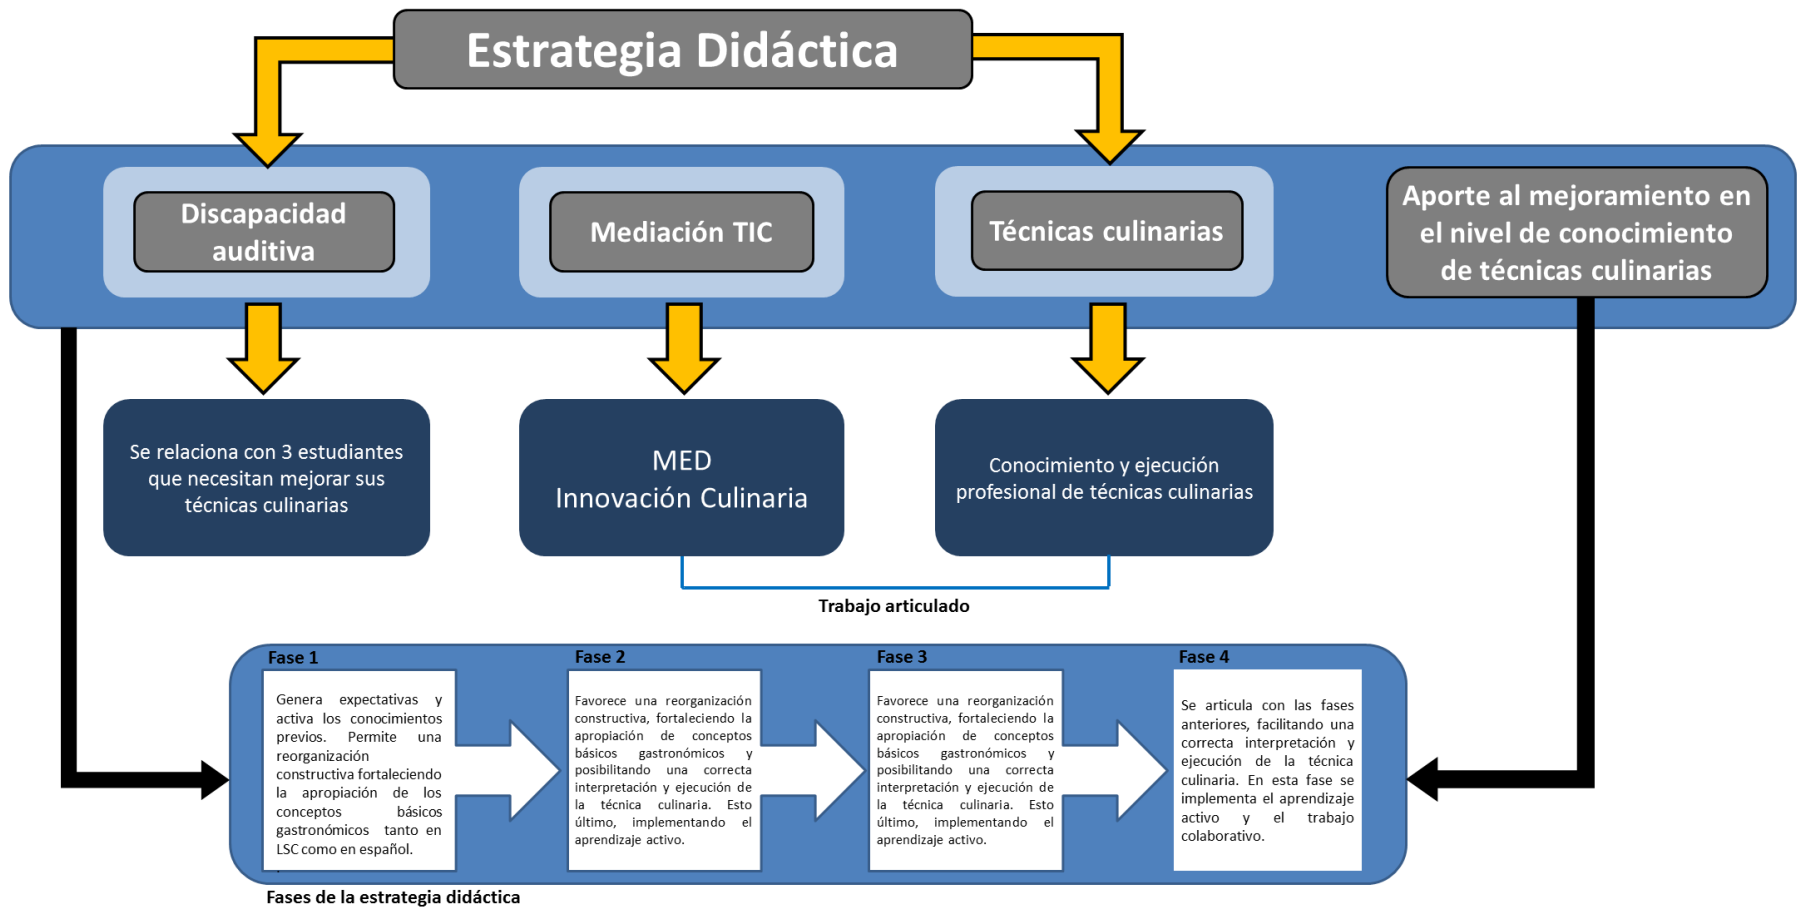 Estrategia Didáctica
Discapacidad
auditiva
Mediación TIC
Técnicas culinarias
Aporte al mejoramiento en
el nivel de conocimiento
de técnicas culinarias
Se relaciona con 3 estudiantes
que necesitan mejorar sus
técnicas culinarias
MED
Innovación Culinaria
Conocimiento y ejecución
profesional de técnicas culinarias
Trabajo articulado
Fase 1
Genera expectativas y
activa los conocimientos
previos. Permite una
reorganización
constructiva fortaleciendo
la apropiación de los
conceptos básicos
gastronómicos tanto en
LSC como en español.
.
Fase 2
Favorece una reorganización
constructiva, fortaleciendo la
apropiación de conceptos
básicos gastronómicos y
posibilitando una correcta
interpretación y ejecución de
la técnica culinaria. Esto
último, implementando el
aprendizaje activo.
Fase 3
Favorece una reorganización
constructiva, fortaleciendo la
apropiación de conceptos
básicos gastronómicos y
posibilitando una correcta
interpretación y ejecución de
la técnica culinaria. Esto
último, implementando el
aprendizaje activo.
Fase 4
Se articula con las fases
anteriores, facilitando una
correcta interpretación y
ejecución de la técnica
culinaria. En esta fase se
implementa el aprendizaje
activo y el trabajo
colaborativo.
Fases de la estrategia didáctica